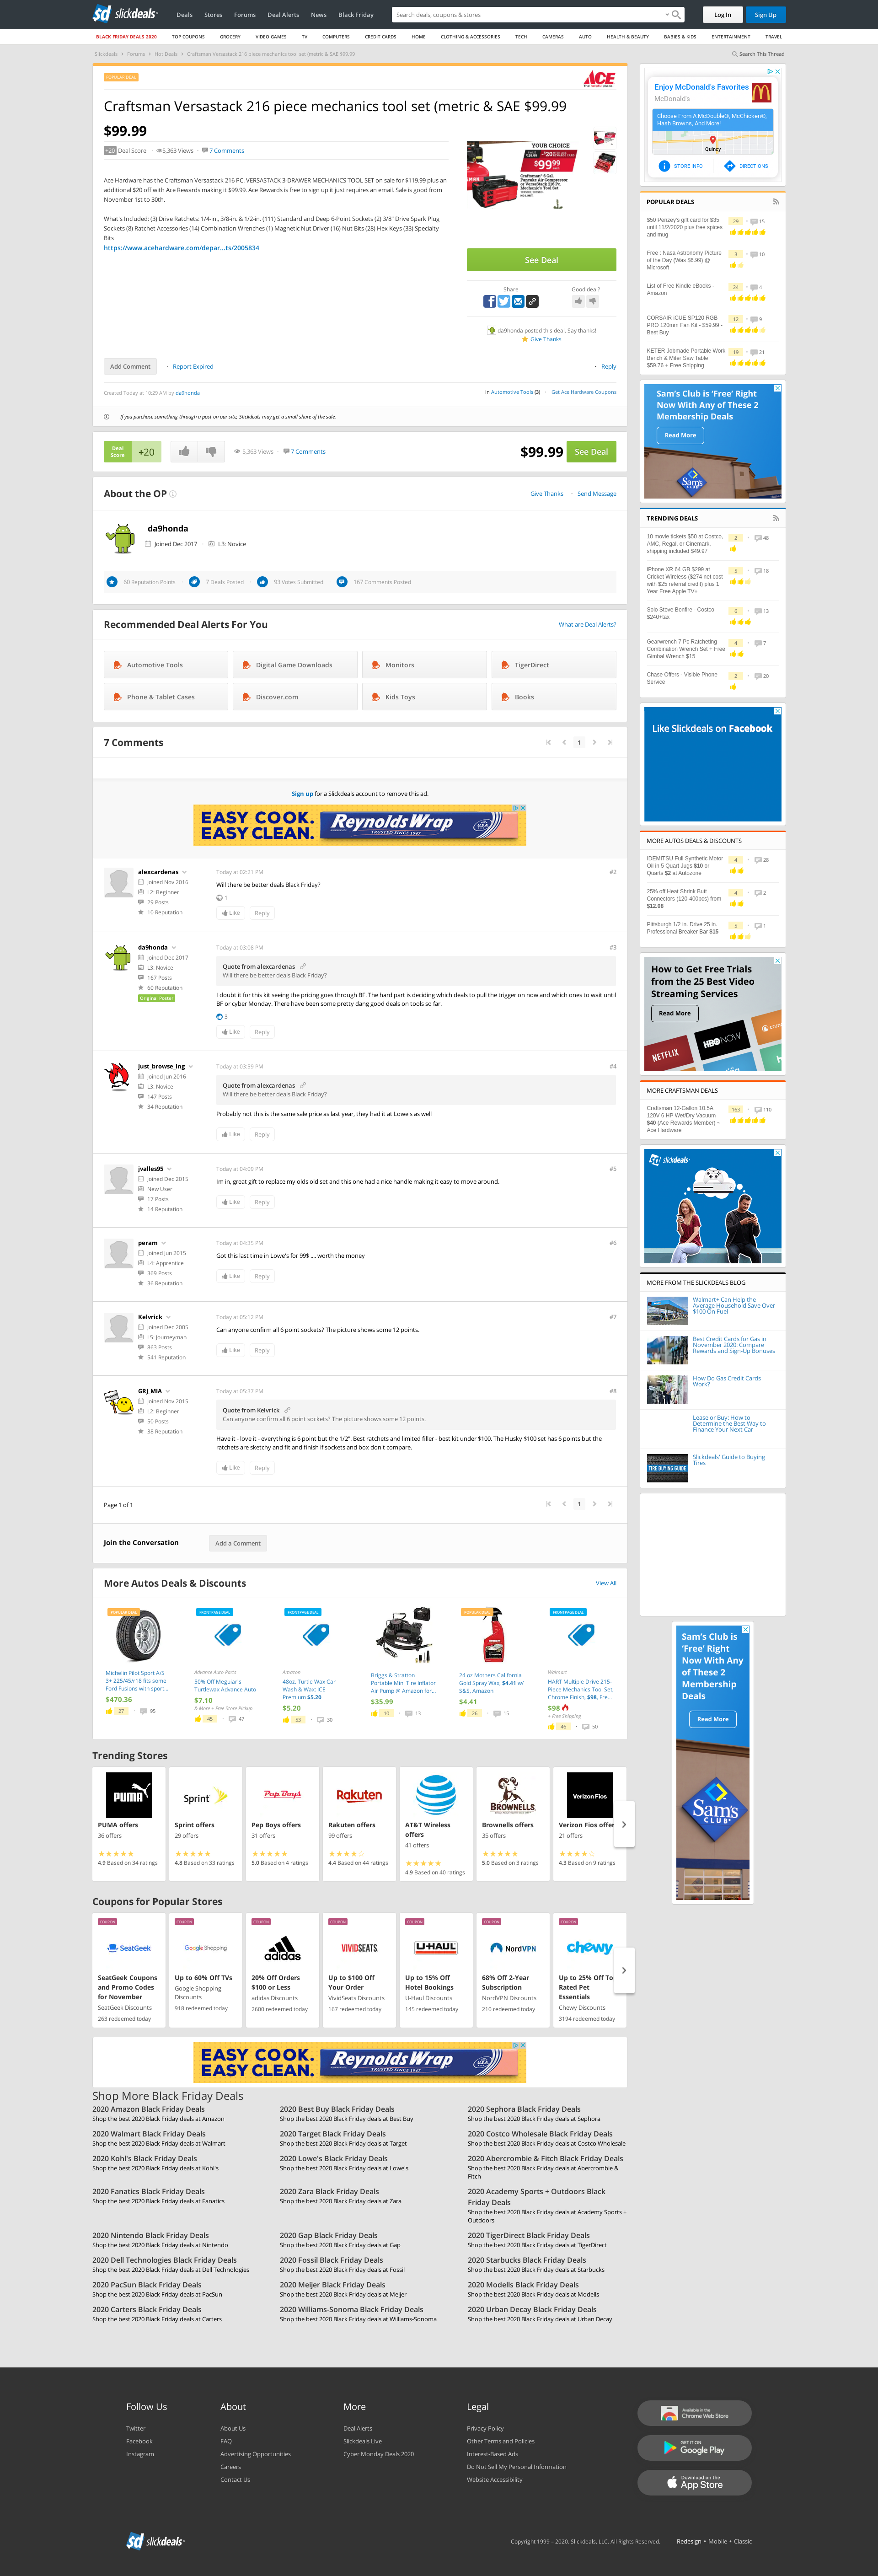 slickdeals
Deals Stores Forums Deal Alerts News Black Friday
Search deals, coupons & stores
Log In Sign Up
BLACK FRIDAY DEALS 2020 TOP COUPONS GROCERY VIDEO GAMES TV COMPUTERS CREDIT CARDS HOME CLOTHING & ACCESSORIES TECH CAMERAS AUTO HEALTH & BEAUTY BABIES & KIDS ENTERTAINMENT TRAVEL
Slickdeals > Forums > Hot Deals > Craftsman Versastack 216 piece mechanics tool set (metric & SAE $99.99
Search This Thread
POPULAR DEAL
ACE
Craftsman Versastack 216 piece mechanics tool set (metric & SAE $99.99
$99.99
+20 Deal Score 5,363 Views 7 Comments
Ace Hardware has the Craftsman Versastack 216 PC. VERSASTACK 3-DRAWER MECHANICS TOOL SET on sale for $119.99 plus an
additional $20 off with Ace Rewards making it $99.99. Ace Rewards is free to sign up it just requires an email. Sale is good from
November 1st to 30th.
What's Included: (3) Drive Ratchets: 1/4-in., 3/8-in. & 1/2-in. (111) Standard and Deep 6-Point Sockets (2) 3/8" Drive Spark Plug
Sockets (8) Ratchet Accessories (14) Combination Wrenches (1) Magnetic Nut Driver (16) Nut Bits (28) Hex Keys (33) Specialty
Bits
https://www.acehardware.com/depar...ts/2005834
YOUR CHOICE
$20
$99.99
See Deal
Share Good deal?
da9honda posted this deal. Say thanks!
Give Thanks
Add Comment Report Expired Reply
Created Today at 10:29 AM by da9honda
in Automotive Tools (3) Get Ace Hardware Coupons
If you purchase something through a post on our site, Slickdeals may get a small share of the sale.
Deal Score +20 5,363 Views 7 Comments $99.99 See Deal
About the OP
Give Thanks Send Message
da9honda
Joined Dec 2017 L3: Novice
60 Reputation Points 7 Deals Posted 93 Votes Submitted 167 Comments Posted
Recommended Deal Alerts For You
What are Deal Alerts?
Automotive Tools Digital Game Downloads Monitors TigerDirect
Phone & Tablet Cases Discover.com Kids Toys Books
7 Comments
1
Sign up for a Slickdeals account to remove this ad.
EASY COOK.
EASY CLEAN.
Reynolds Wrap
alexcardenas
Joined Nov 2016
L2: Beginner
29 Posts
10 Reputation
Today at 02:21 PM #2
Will there be better deals Black Friday?
1
Like Reply
da9honda
Joined Dec 2017
L3: Novice
167 Posts
60 Reputation
Original Poster
Today at 03:08 PM #3
Quote from alexcardenas
Will there be better deals Black Friday?
I doubt it for this kit seeing the pricing goes through BF. The hard part is deciding which deals to pull the trigger on now and which ones to wait until
BF or cyber Monday. There have been some pretty dang good deals on tools so far.
3
Like Reply
just_browse_ing
Joined Jun 2016
L3: Novice
147 Posts
34 Reputation
Today at 03:59 PM #4
Quote from alexcardenas
Will there be better deals Black Friday?
Probably not this is the same sale price as last year, they had it at Lowe's as well
Like Reply
jvalles95
Joined Dec 2015
New User
17 Posts
14 Reputation
Today at 04:09 PM #5
Im in, great gift to replace my olds old set and this one had a nice handle making it easy to move around.
Like Reply
peram
Joined Jun 2015
L4: Apprentice
369 Posts
36 Reputation
Today at 04:35 PM #6
Got this last time in Lowe's for 99$ .... worth the money
Like Reply
Kelvrick
Joined Dec 2005
L5: Journeyman
863 Posts
541 Reputation
Today at 05:12 PM #7
Can anyone confirm all 6 point sockets? The picture shows some 12 points.
Like Reply
GRJ_MIA
Joined Nov 2015
L2: Beginner
50 Posts
38 Reputation
Today at 05:37 PM #8
Quote from Kelvrick
Can anyone confirm all 6 point sockets? The picture shows some 12 points.
Have it - love it - everything is 6 point but the 1/2". Best ratchets and limited filler - best kit under $100. The Husky $100 set has 6 points but the
ratchets are sketchy and fit and finish if sockets and box don't compare.
Like Reply
Page 1 of 1
1
Join the Conversation Add a Comment
More Autos Deals & Discounts
View All
POPULAR DEAL
Michelin Pilot Sport A/S
3+ 225/45/r18 fits some
Ford Fusions with sport...
$470.36
27 95
FRONTPAGE DEAL
Advance Auto Parts
50% Off Meguiar's
Turtlewax Advance Auto
$7.10
& More + Free Store Pickup
45 47
FRONTPAGE DEAL
Amazon
48oz. Turtle Wax Car
Wash & Wax: ICE
Premium $5.20
$5.20
53 30
Briggs & Stratton
Portable Mini Tire Inflator
Air Pump @ Amazon for...
$35.99
16 13
POPULAR DEAL
24 oz Mothers California
Gold Spray Wax, $4.41 w/
S&S, Amazon
$4.41
26 15
FRONTPAGE DEAL
Walmart
HART Multiple Drive 215-
Piece Mechanics Tool Set,
Chrome Finish, $98, Fre...
$98
+ Free Shipping
46 50
Trending Stores
PUMA
PUMA offers
36 offers
4.9 Based on 34 ratings
Sprint
Sprint offers
29 offers
4.8 Based on 33 ratings
Pep Boys
Pep Boys offers
31 offers
5.0 Based on 4 ratings
Rakuten
Rakuten offers
99 offers
4.4 Based on 44 ratings
AT&T
AT&T Wireless
offers
41 offers
4.9 Based on 40 ratings
BROWNELLS
Brownells offers
35 offers
5.0 Based on 3 ratings
Verizon Fios
Verizon Fios offers
21 offers
4.3 Based on 9 ratings
Coupons for Popular Stores
COUPON
SeatGeek
SeatGeek Coupons
and Promo Codes
for November
SeatGeek Discounts
263 redeemed today
COUPON
Google Shopping
Up to 60% Off TVs
Google Shopping
Discounts
918 redeemed today
COUPON
adidas
20% Off Orders
$100 or Less
adidas Discounts
2600 redeemed today
COUPON
VIVIDSEATS
Up to $100 Off
Your Order
VividSeats Discounts
167 redeemed today
COUPON
U-HAUL
Up to 15% Off
Hotel Bookings
U-Haul Discounts
145 redeemed today
COUPON
NordVPN
68% Off 2-Year
Subscription
NordVPN Discounts
210 redeemed today
COUPON
chewy
Up to 25% Off Top
Rated Pet
Essentials
Chewy Discounts
3194 redeemed today
EASY COOK.
EASY CLEAN.
Reynolds Wrap
Shop More Black Friday Deals
2020 Amazon Black Friday Deals
Shop the best 2020 Black Friday deals at Amazon
2020 Best Buy Black Friday Deals
Shop the best 2020 Black Friday deals at Best Buy
2020 Sephora Black Friday Deals
Shop the best 2020 Black Friday deals at Sephora
2020 Walmart Black Friday Deals
Shop the best 2020 Black Friday deals at Walmart
2020 Target Black Friday Deals
Shop the best 2020 Black Friday deals at Target
2020 Costco Wholesale Black Friday Deals
Shop the best 2020 Black Friday deals at Costco Wholesale
2020 Kohl's Black Friday Deals
Shop the best 2020 Black Friday deals at Kohl's
2020 Lowe's Black Friday Deals
Shop the best 2020 Black Friday deals at Lowe's
2020 Abercrombie & Fitch Black Friday Deals
Shop the best 2020 Black Friday deals at Abercrombie &
Fitch
2020 Fanatics Black Friday Deals
Shop the best 2020 Black Friday deals at Fanatics
2020 Zara Black Friday Deals
Shop the best 2020 Black Friday deals at Zara
2020 Academy Sports + Outdoors Black
Friday Deals
Shop the best 2020 Black Friday deals at Academy Sports +
Outdoors
2020 Nintendo Black Friday Deals
Shop the best 2020 Black Friday deals at Nintendo
2020 Gap Black Friday Deals
Shop the best 2020 Black Friday deals at Gap
2020 TigerDirect Black Friday Deals
Shop the best 2020 Black Friday deals at TigerDirect
2020 Dell Technologies Black Friday Deals
Shop the best 2020 Black Friday deals at Dell Technologies
2020 Fossil Black Friday Deals
Shop the best 2020 Black Friday deals at Fossil
2020 Starbucks Black Friday Deals
Shop the best 2020 Black Friday deals at Starbucks
2020 PacSun Black Friday Deals
Shop the best 2020 Black Friday deals at PacSun
2020 Meijer Black Friday Deals
Shop the best 2020 Black Friday deals at Meijer
2020 Modells Black Friday Deals
Shop the best 2020 Black Friday deals at Modells
2020 Carters Black Friday Deals
Shop the best 2020 Black Friday deals at Carters
2020 Williams-Sonoma Black Friday Deals
Shop the best 2020 Black Friday deals at Williams-Sonoma
2020 Urban Decay Black Friday Deals
Shop the best 2020 Black Friday deals at Urban Decay
Enjoy McDonald's Favorites
McDonald's
Choose From A McDouble®, McChicken®,
Hash Browns, And More!
Quincy
STORE INFO DIRECTIONS
POPULAR DEALS
$50 Penzey's gift card for $35
until 11/2/2020 plus free spices
and mug
29 15
Free : Nasa Astronomy Picture
of the Day (Was $6.99) @
Microsoft
3 10
List of Free Kindle eBooks -
Amazon
24 4
CORSAIR iCUE SP120 RGB
PRO 120mm Fan Kit - $59.99 -
Best Buy
12 9
KETER Jobmade Portable Work
Bench & Miter Saw Table
$59.76 + Free Shipping
19 21
Sam's Club is 'Free' Right
Now With Any of These 2
Membership Deals
Read More
Sam's CLUB
TRENDING DEALS
10 movie tickets $50 at Costco,
AMC, Regal, or Cinemark,
shipping included $49.97
2 48
iPhone XR 64 GB $299 at
Cricket Wireless ($274 net cost
with $25 referral credit) plus 1
Year Free Apple TV+
5 18
Solo Stove Bonfire - Costco
$240+tax
6 13
Gearwrench 7 Pc Ratcheting
Combination Wrench Set + Free
Gimbal Wrench $15
4 7
Chase Offers - Visible Phone
Service
2 20
Like Slickdeals on Facebook
MORE AUTOS DEALS & DISCOUNTS
IDEMITSU Full Synthetic Motor
Oil in 5 Quart Jugs $10 or
Quarts $2 at Autozone
4 28
25% off Heat Shrink Butt
Connectors (120-400pcs) from
$12.08
4 2
Pittsburgh 1/2 in. Drive 25 in.
Professional Breaker Bar $15
5 1
How to Get Free Trials
from the 25 Best Video
Streaming Services
Read More
NETFLIX HBO NOW
MORE CRAFTSMAN DEALS
Craftsman 12-Gallon 10.5A
120V 6 HP Wet/Dry Vacuum
$40 (Ace Rewards Member) ~
Ace Hardware
163 110
slickdeals
MORE FROM THE SLICKDEALS BLOG
Walmart+ Can Help the
Average Household Save Over
$100 On Fuel
Best Credit Cards for Gas in
November 2020: Compare
Rewards and Sign-Up Bonuses
How Do Gas Credit Cards
Work?
Lease or Buy: How to
Determine the Best Way to
Finance Your Next Car
TIRE BUYING GUIDE
Slickdeals' Guide to Buying
Tires
Sam's Club is
'Free' Right
Now With Any
of These 2
Membership
Deals
Read More
Sam's CLUB
Follow Us
Twitter
Facebook
Instagram
About
About Us
FAQ
Advertising Opportunities
Careers
Contact Us
More
Deal Alerts
Slickdeals Live
Cyber Monday Deals 2020
Legal
Privacy Policy
Other Terms and Policies
Interest-Based Ads
Do Not Sell My Personal Information
Website Accessibility
Available in the
Chrome Web Store
GET IT ON
Google Play
Download on the
App Store
slickdeals
Copyright 1999 – 2020. Slickdeals, LLC. All Rights Reserved. Redesign • Mobile • Classic